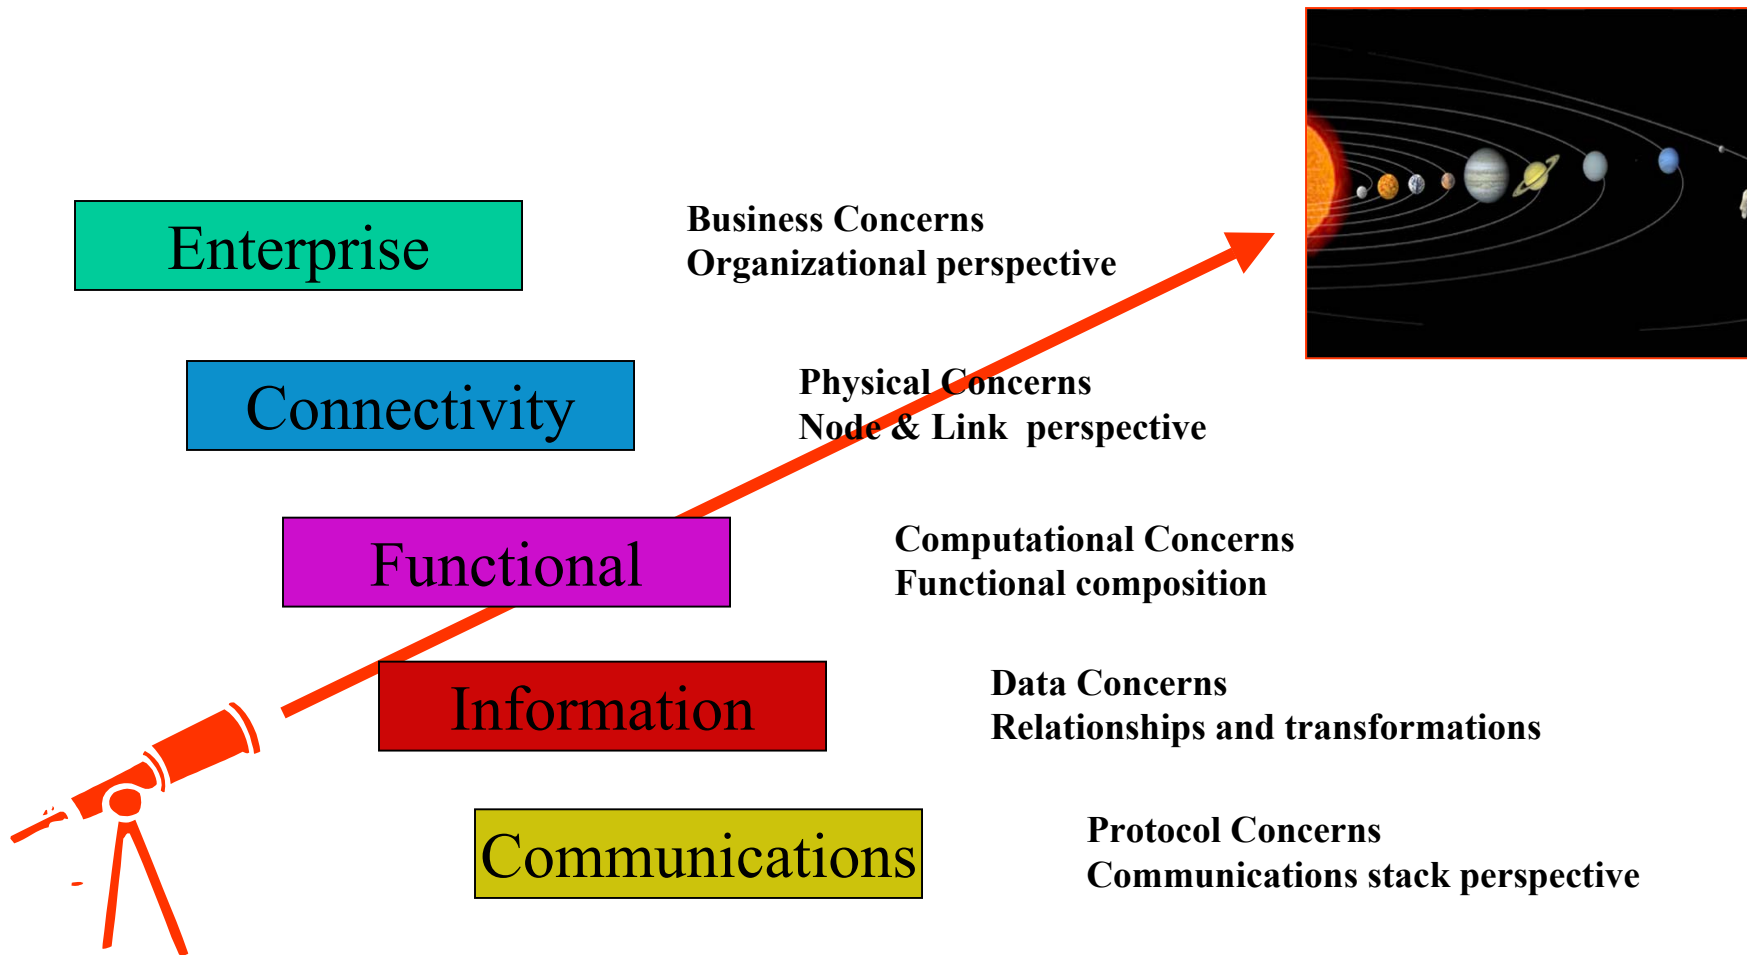 Enterprise
Business Concerns
Organizational perspective
Connectivity
Physical Concerns
Node & Link  perspective
Functional
Computational Concerns
Functional composition
Information
Data Concerns
Relationships and transformations
Communications
Protocol Concerns
Communications stack perspective